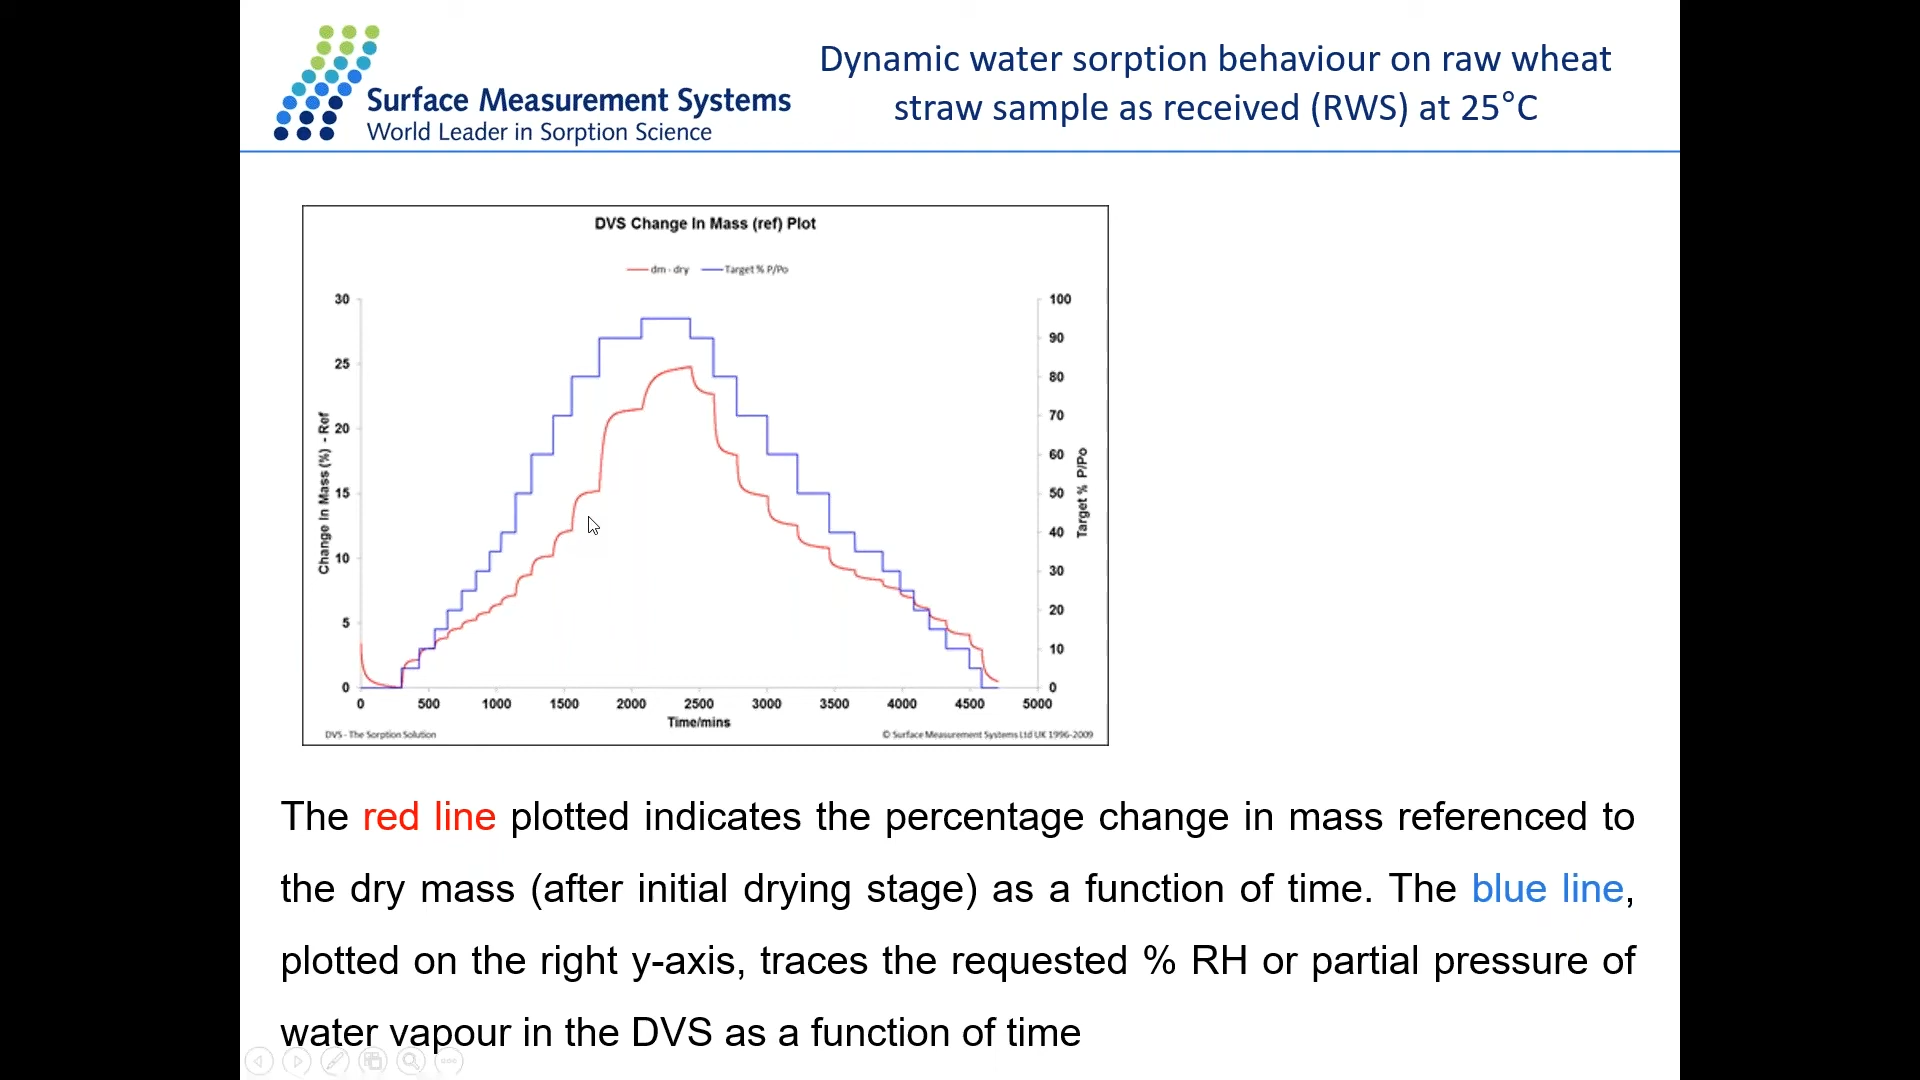 Surface Measurement Systems
World Leader in Sorption Science
Dynamic water sorption behaviour on raw wheat
straw sample as received (RWS) at 25°C
DVS Change In Mass (ref) Plot
dm - dry
Target % P/Po
30
25
20
15
10
5
0
Change In Mass (%) - Ref
100
90
80
70
60
50
40
30
20
10
0
Target % P/Po
0 500 1000 1500 2000 2500 3000 3500 4000 4500 5000
Time/mins
DVS - The Sorption Solution
© Surface Measurement Systems Ltd UK 1996-2009
The red line plotted indicates the percentage change in mass referenced to
the dry mass (after initial drying stage) as a function of time. The blue line,
plotted on the right y-axis, traces the requested % RH or partial pressure of
water vapour in the DVS as a function of time